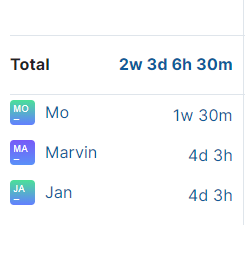 Total 2w 3d 6h 30m
MO Mo 1w 30m
MA Marvin 4d 3h
JA Jan 4d 3h